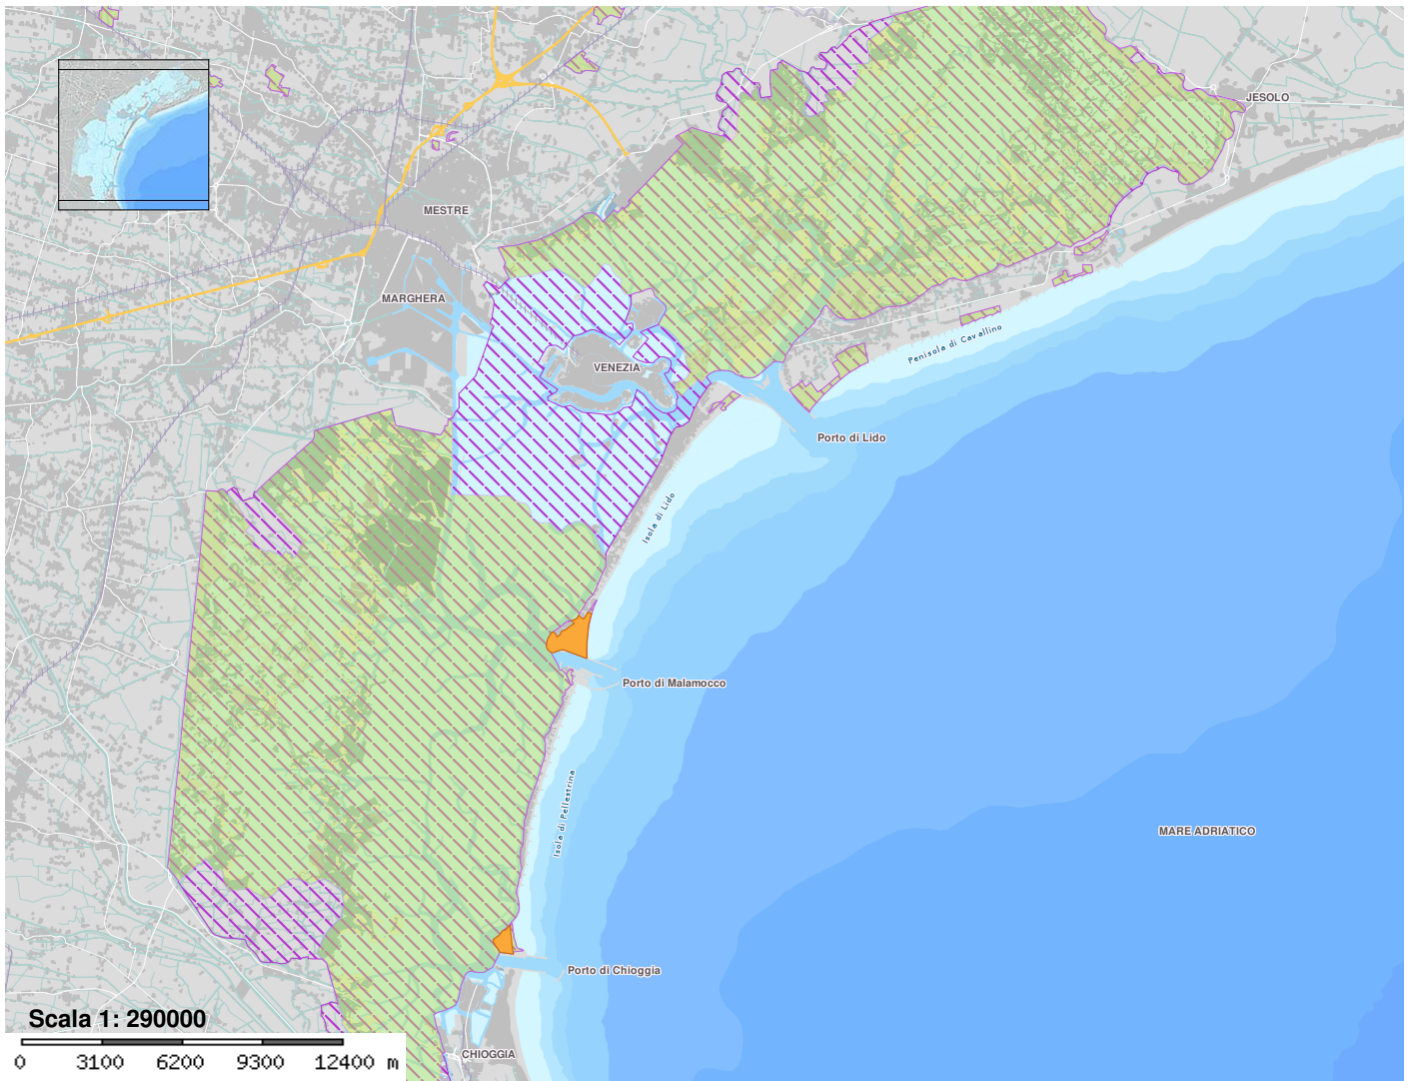 JESOLO
MESTRE
MARGHERA
Penisola di Cavallino
VENEZIA
Porto di Lido
Isola di Lido
Porto di Malamocco
Isola di Pellestrina
MARE ADRIATICO
Porto di Chioggia
Scala 1: 290000
0 3100 6200 9300 12400 m
CHIOGGIA